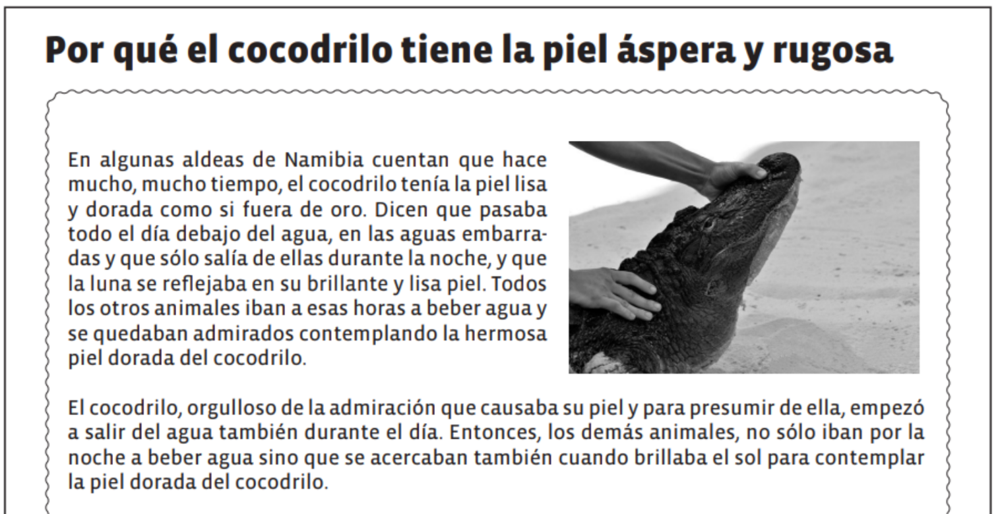 Por qué el cocodrilo tiene la piel áspera y rugosa
En algunas aldeas de Namibia cuentan que hace
mucho, mucho tiempo, el cocodrilo tenía la piel lisa
y dorada como si fuera de oro. Dicen que pasaba
todo el día debajo del agua, en las aguas embarra-
das y que sólo salía de ellas durante la noche, y que
la luna se reflejaba en su brillante y lisa piel. Todos
los otros animales iban a esas horas a beber agua y
se quedaban admirados contemplando la hermosa
piel dorada del cocodrilo.
El cocodrilo, orgulloso de la admiración que causaba su piel y para presumir de ella, empezó
a salir del agua también durante el día. Entonces, los demás animales, no sólo iban por la
noche a beber agua sino que se acercaban también cuando brillaba el sol para contemplar
la piel dorada del cocodrilo.